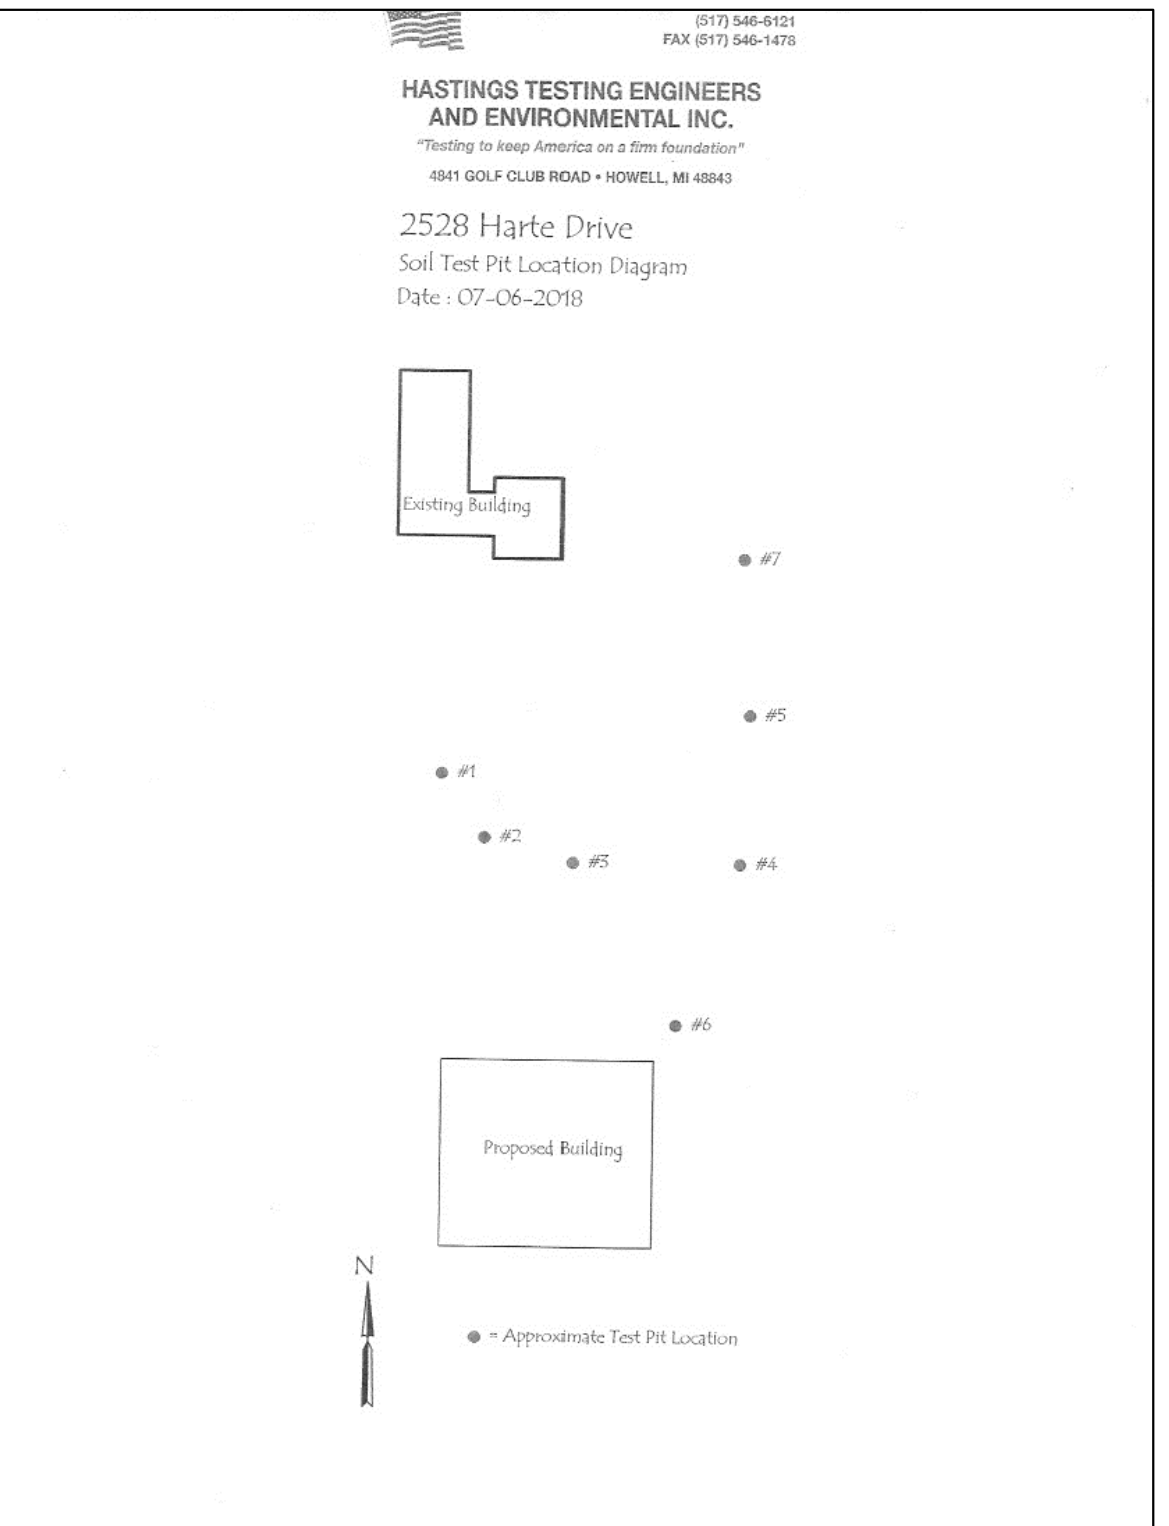 (517) 546-6121
FAX (517) 546-1478
HASTINGS TESTING ENGINEERS
AND ENVIRONMENTAL INC.
"Testing to keep America on a firm foundation"
4841 GOLF CLUB ROAD • HOWELL, MI 48843
2528 Harte Drive
Soil Test Pit Location Diagram
Date : 07-06-2018
Existing Building
#7
#5
#1
#2
#3
#4
#6
Proposed Building
N
= Approximate Test Pit Location